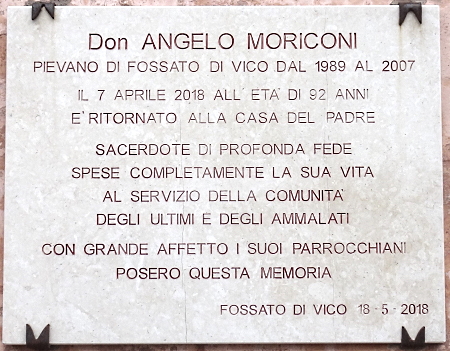 Don ANGELO MORICONI
PIEVANO DI FOSSATO DI VICO DAL 1989 AL 2007
IL 7 APRILE 2018 ALL' ETA' DI 92 ANNI
E' RITORNATO ALLA CASA DEL PADRE
SACERDOTE DI PROFONDA FEDE
SPESE COMPLETAMENTE LA SUA VITA
AL SERVIZIO DELLA COMUNITA'
DEGLI ULTIMI E DEGLI AMMALATI
CON GRANDE AFFETTO I SUOI PARROCCHIANI
POSERO QUESTA MEMORIA
FOSSATO DI VICO 18 - 5 - 2018